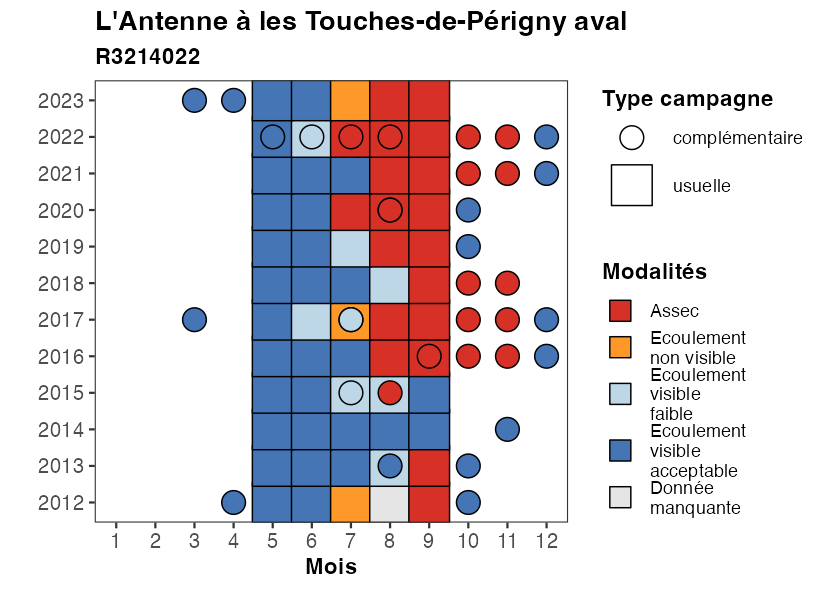 L'Antenne à les Touches-de-Périgny aval
R3214022
2023
2022
2021
2020
2019
2018
2017
2016
2015
2014
2013
2012
1 2 3 4 5 6 7 8 9 10 11 12
Mois
Type campagne
complémentaire
usuelle
Modalités
Assec
Ecoulement
non visible
Ecoulement
visible
faible
Ecoulement
visible
acceptable
Donnée
manquante